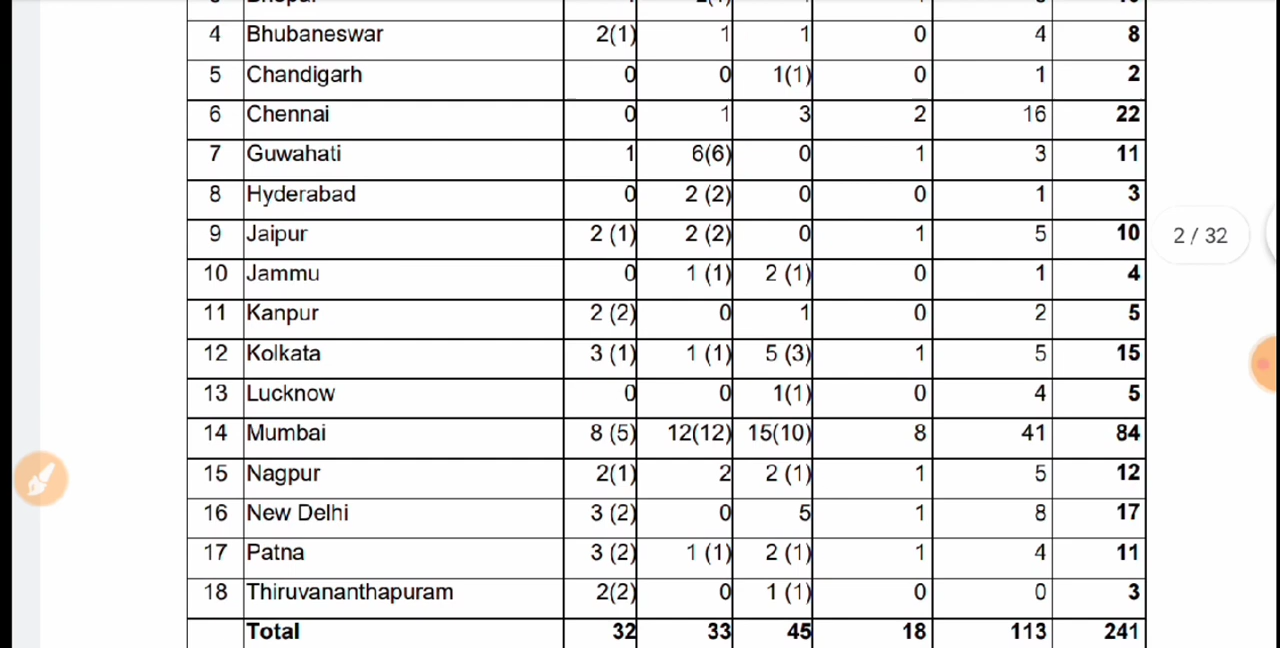 4 Bhubaneswar 2(1) 1 1 0 4 8
5 Chandigarh 0 0 1(1) 0 1 2
6 Chennai 0 1 3 2 16 22
7 Guwahati 1 6(6) 0 1 3 11
8 Hyderabad 0 2 (2) 0 0 1 3
9 Jaipur 2 (1) 2 (2) 0 1 5 10
2 / 32
10 Jammu 0 1 (1) 2 (1) 0 1 4
11 Kanpur 2 (2) 0 1 0 2 5
12 Kolkata 3 (1) 1 (1) 5 (3) 1 5 15
13 Lucknow 0 0 1(1) 0 4 5
14 Mumbai 8 (5) 12(12) 15(10) 8 41 84
15 Nagpur 2(1) 2 2 (1) 1 5 12
16 New Delhi 3 (2) 0 5 1 8 17
17 Patna 3 (2) 1 (1) 2 (1) 1 4 11
18 Thiruvananthapuram 2(2) 0 1 (1) 0 0 3
Total 32 33 45 18 113 241